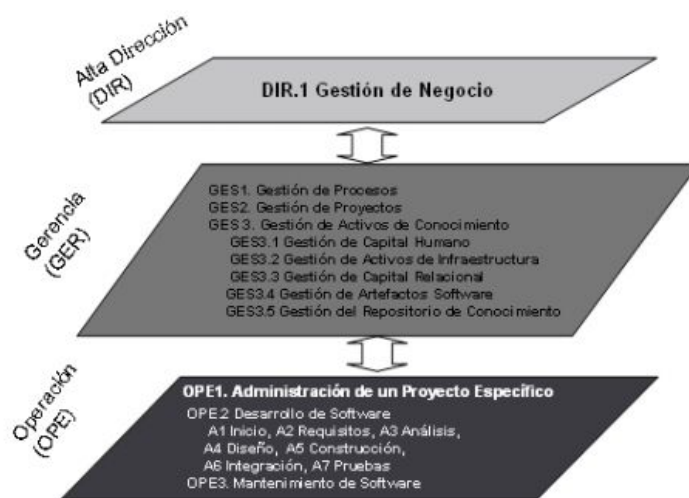 Alta Dirección
(DIR)
DIR.1 Gestión de Negocio
Gerencia
(GER)
GES1. Gestión de Procesos
GES2. Gestión de Proyectos
GES 3. Gestión de Activos de Conocimiento
GES3.1 Gestión de Capital Humano
GES3.2 Gestión de Activos de Infraestructura
GES3.3 Gestión de Capital Relacional
GES3.4 Gestión de Artefactos Software
GES3.5 Gestión del Repositorio de Conocimiento
Operación
(OPE)
OPE1. Administración de un Proyecto Específico
OPE.2 Desarrollo de Software
A1 Inicio, A2 Requisitos, A3 Análisis,
A4 Diseño, A5 Construcción,
A6 Integración, A7 Pruebas
OPE3. Mantenimiento de Software